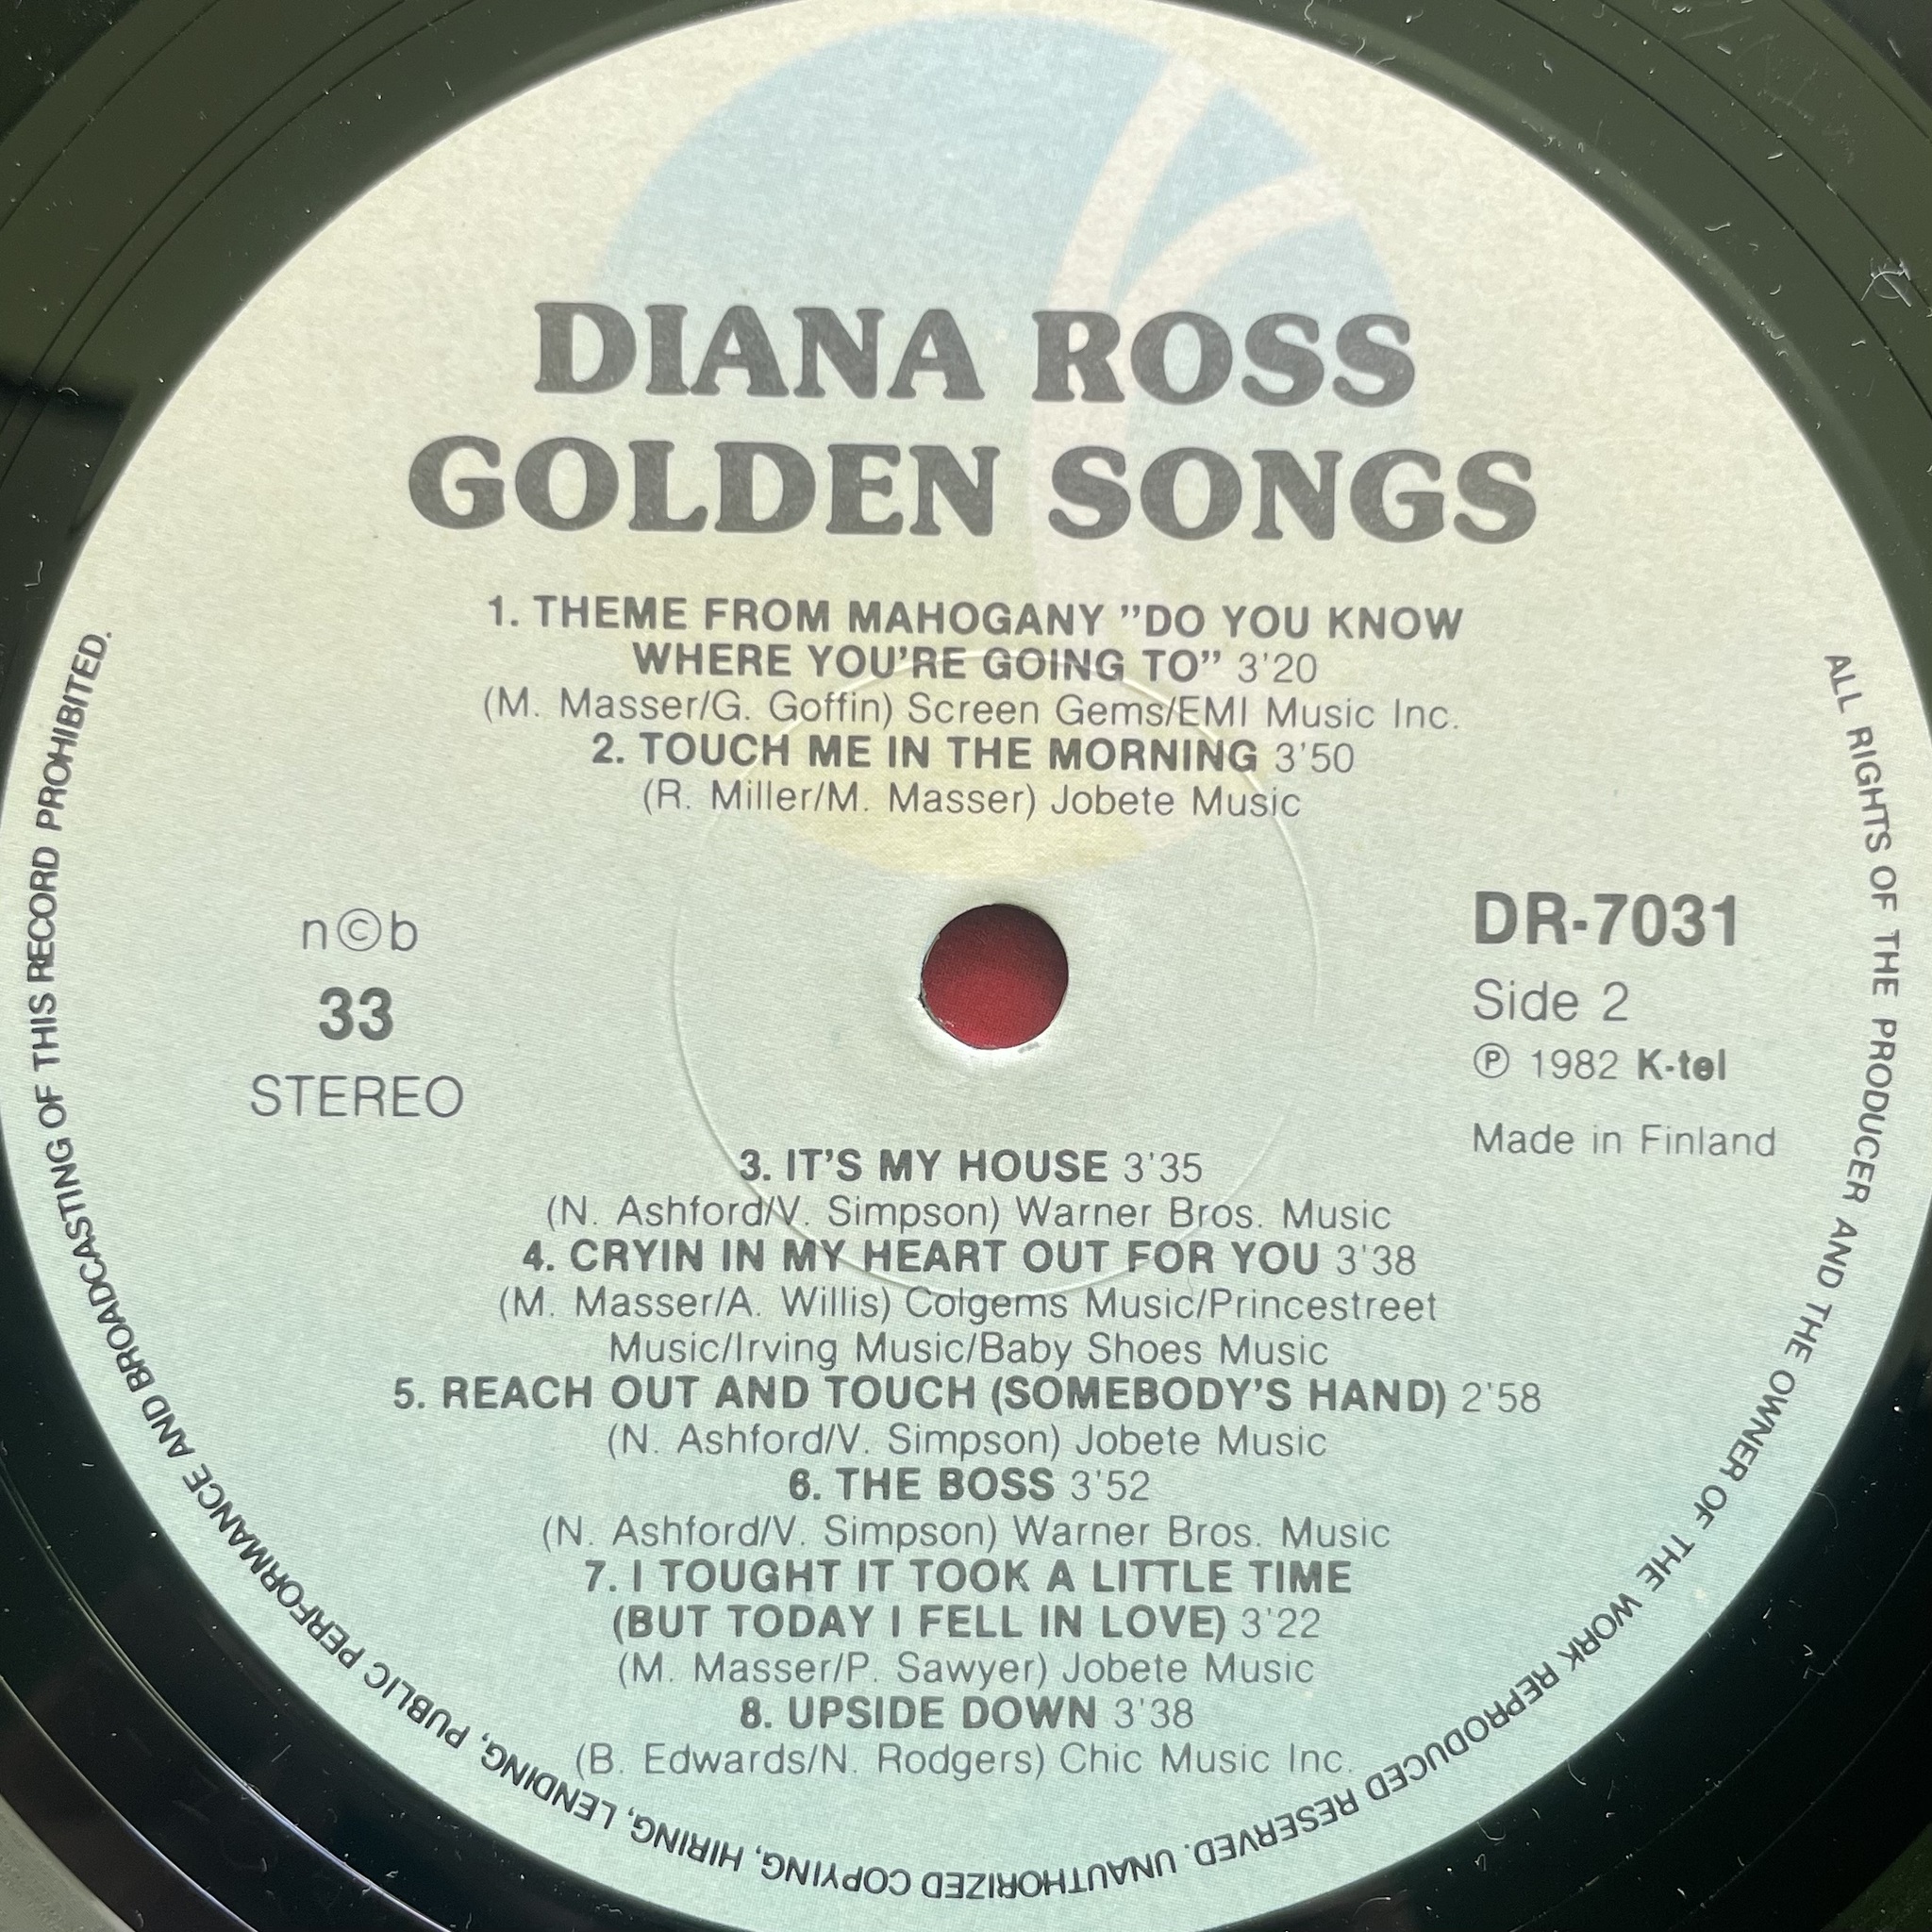 DIANA ROSS
GOLDEN SONGS
1. THEME FROM MAHOGANY ”DO YOU KNOW
WHERE YOU'RE GOING TO” 3'20
(M. Masser/G. Goffin) Screen Gems/EMI Music Inc.
2. TOUCH ME IN THE MORNING 3'50
(R. Miller/M. Masser) Jobete Music
n©b
33
STEREO
DR-7031
Side 2
℗ 1982 K-tel
Made in Finland
3. IT'S MY HOUSE 3'35
(N. Ashford/V. Simpson) Warner Bros. Music
4. CRYIN IN MY HEART OUT FOR YOU 3'38
(M. Masser/A. Willis) Colgems Music/Princestreet
Music/Irving Music/Baby Shoes Music
5. REACH OUT AND TOUCH (SOMEBODY'S HAND) 2'58
(N. Ashford/V. Simpson) Jobete Music
6. THE BOSS 3'52
(N. Ashford/V. Simpson) Warner Bros. Music
7. I TOUGHT IT TOOK A LITTLE TIME
(BUT TODAY I FELL IN LOVE) 3'22
(M. Masser/P. Sawyer) Jobete Music
8. UPSIDE DOWN 3'38
(B. Edwards/N. Rodgers) Chic Music Inc.
ALL RIGHTS OF THE PRODUCER AND THE OWNER OF THE WORK REPRODUCED RESERVED. UNAUTHORIZED COPYING, HIRING, LENDING, PUBLIC PERFORMANCE AND BROADCASTING OF THIS RECORD PROHIBITED.